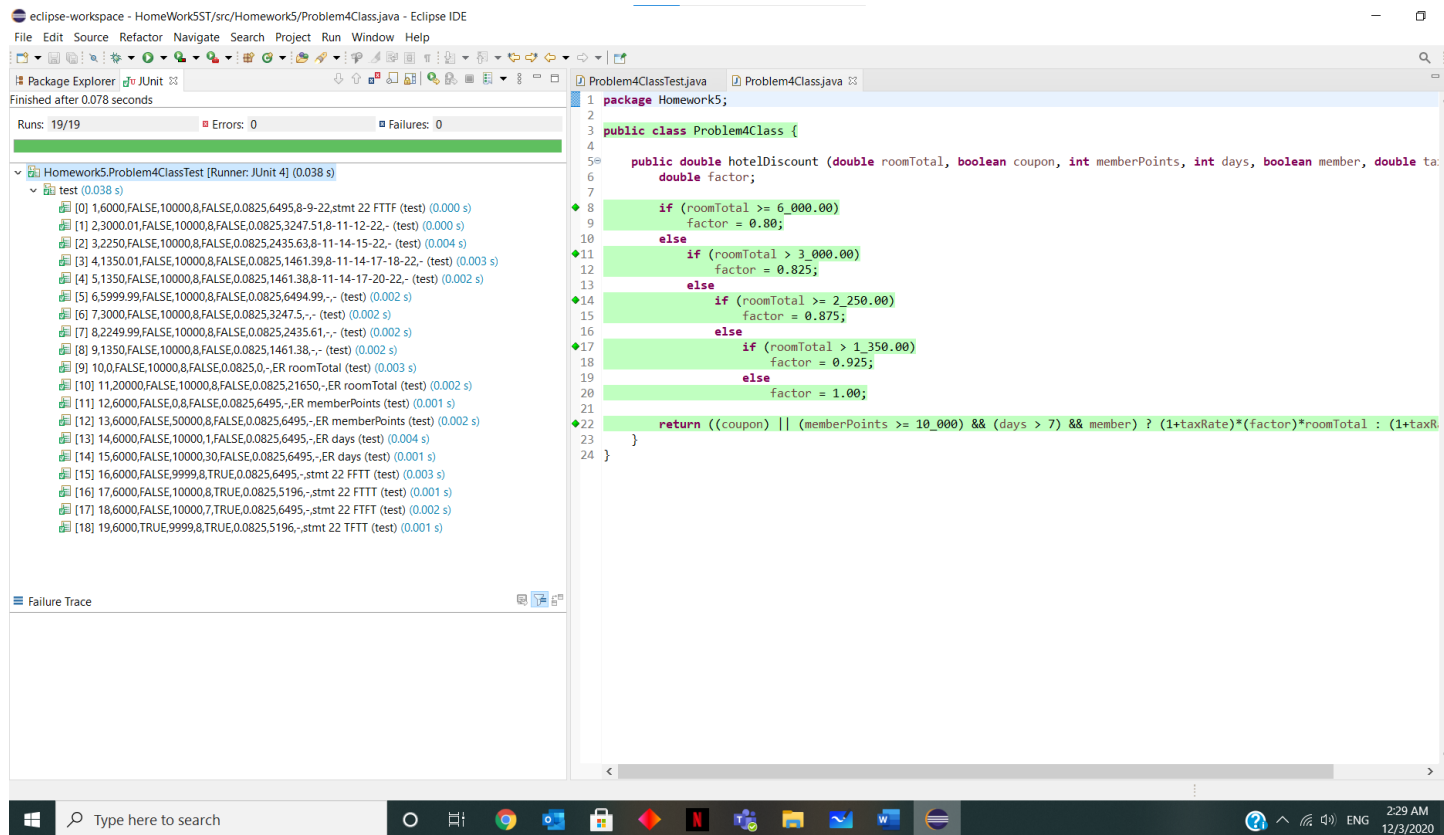 eclipse-workspace - HomeWork5ST/src/Homework5/Problem4Class.java - Eclipse IDE
File Edit Source Refactor Navigate Search Project Run Window Help
Package Explorer JUnit
Finished after 0.078 seconds
Runs: 19/19 Errors: 0 Failures: 0
Homework5.Problem4ClassTest [Runner: JUnit 4] (0.038 s)
test (0.038 s)
[0] 1,6000,FALSE,10000,8,FALSE,0.0825,6495,8-9-22,stmt 22 FTTF (test) (0.000 s)
[1] 2,3000.01,FALSE,10000,8,FALSE,0.0825,3247.51,8-11-12-22,- (test) (0.000 s)
[2] 3,2250,FALSE,10000,8,FALSE,0.0825,2435.63,8-11-14-15-22,- (test) (0.004 s)
[3] 4,1350.01,FALSE,10000,8,FALSE,0.0825,1461.39,8-11-14-17-18-22,- (test) (0.003 s)
[4] 5,1350,FALSE,10000,8,FALSE,0.0825,1461.38,8-11-14-17-20-22,- (test) (0.002 s)
[5] 6,5999.99,FALSE,10000,8,FALSE,0.0825,6494.99,-,- (test) (0.002 s)
[6] 7,3000,FALSE,10000,8,FALSE,0.0825,3247.5,-,- (test) (0.002 s)
[7] 8,2249.99,FALSE,10000,8,FALSE,0.0825,2435.61,-,- (test) (0.002 s)
[8] 9,1350,FALSE,10000,8,FALSE,0.0825,1461.38,-,- (test) (0.002 s)
[9] 10,0,FALSE,10000,8,FALSE,0.0825,0,-,ER roomTotal (test) (0.003 s)
[10] 11,20000,FALSE,10000,8,FALSE,0.0825,21650,-,ER roomTotal (test) (0.002 s)
[11] 12,6000,FALSE,0,8,FALSE,0.0825,6495,-,ER memberPoints (test) (0.001 s)
[12] 13,6000,FALSE,50000,8,FALSE,0.0825,6495,-,ER memberPoints (test) (0.002 s)
[13] 14,6000,FALSE,10000,1,FALSE,0.0825,6495,-,ER days (test) (0.004 s)
[14] 15,6000,FALSE,10000,30,FALSE,0.0825,6495,-,ER days (test) (0.001 s)
[15] 16,6000,FALSE,9999,8,TRUE,0.0825,6495,-,stmt 22 FFTT (test) (0.003 s)
[16] 17,6000,FALSE,10000,8,TRUE,0.0825,5196,-,stmt 22 FTTT (test) (0.001 s)
[17] 18,6000,FALSE,10000,7,TRUE,0.0825,6495,-,stmt 22 FTFT (test) (0.002 s)
[18] 19,6000,TRUE,9999,8,TRUE,0.0825,5196,-,stmt 22 TFTT (test) (0.001 s)
Failure Trace
Problem4ClassTest.java Problem4Class.java
1 package Homework5;
2
3 public class Problem4Class {
4
5 public double hotelDiscount (double roomTotal, boolean coupon, int memberPoints, int days, boolean member, double ta
6 double factor;
7
8 if (roomTotal >= 6_000.00)
9 factor = 0.80;
10 else
11 if (roomTotal > 3_000.00)
12 factor = 0.825;
13 else
14 if (roomTotal >= 2_250.00)
15 factor = 0.875;
16 else
17 if (roomTotal > 1_350.00)
18 factor = 0.925;
19 else
20 factor = 1.00;
21
22 return ((coupon) || (memberPoints >= 10_000) && (days > 7) && member) ? (1+taxRate)*(factor)*roomTotal : (1+taxR
23 }
24 }
Type here to search
ENG
2:29 AM
12/3/2020